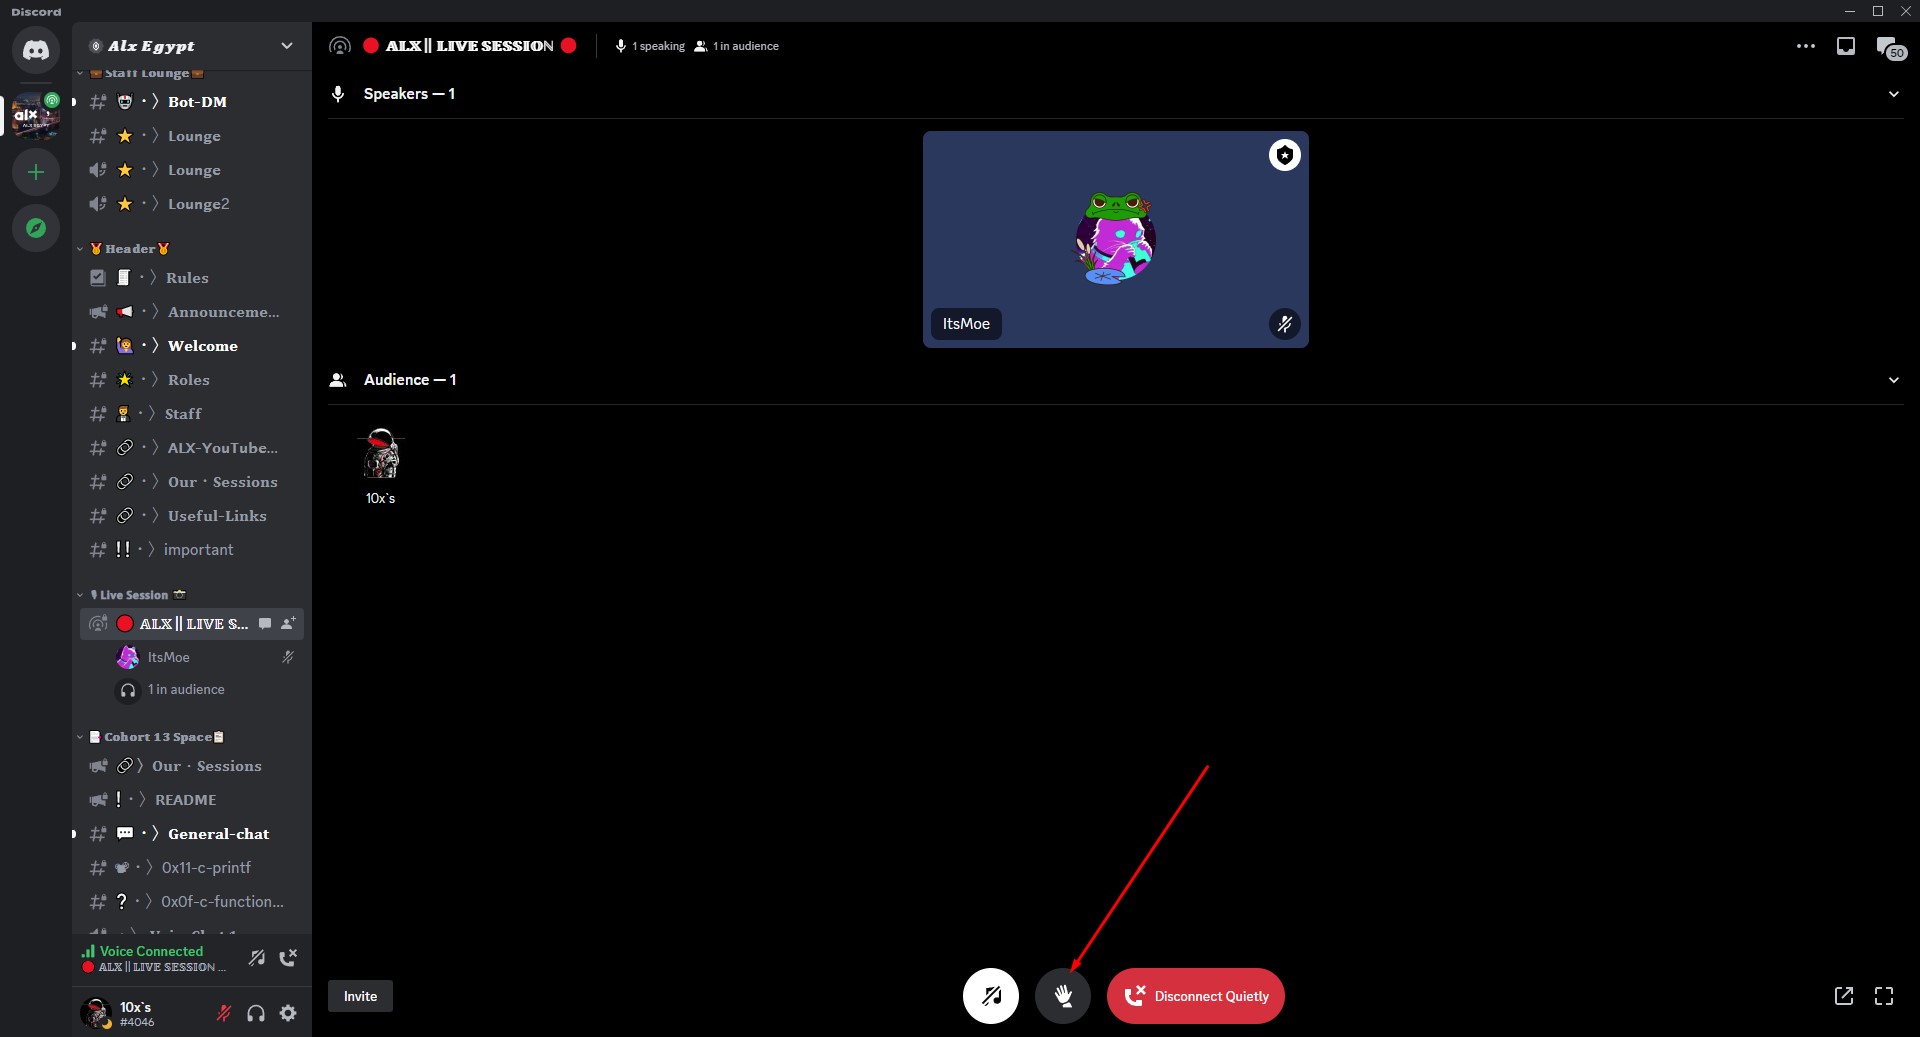 Discord
Alx Egypt
Staff Lounge
Bot-DM
Lounge
Lounge
Lounge2
Header
Rules
Announceme...
Welcome
Roles
Staff
ALX-YouTube...
Our · Sessions
Useful-Links
!! · 〉 important
Live Session
ALX || LIVE S...
ItsMoe
1 in audience
Cohort 13 Space
Our · Sessions
! · 〉 README
General-chat
0x11-c-printf
? · 〉 0x0f-c-function...
Voice Connected
ALX || LIVE SESSION ...
10x`s
#4046
alx
ALX || LIVE SESSION
1 speaking
1 in audience
50
Speakers — 1
ItsMoe
Audience — 1
10x`s
Invite
Disconnect Quietly